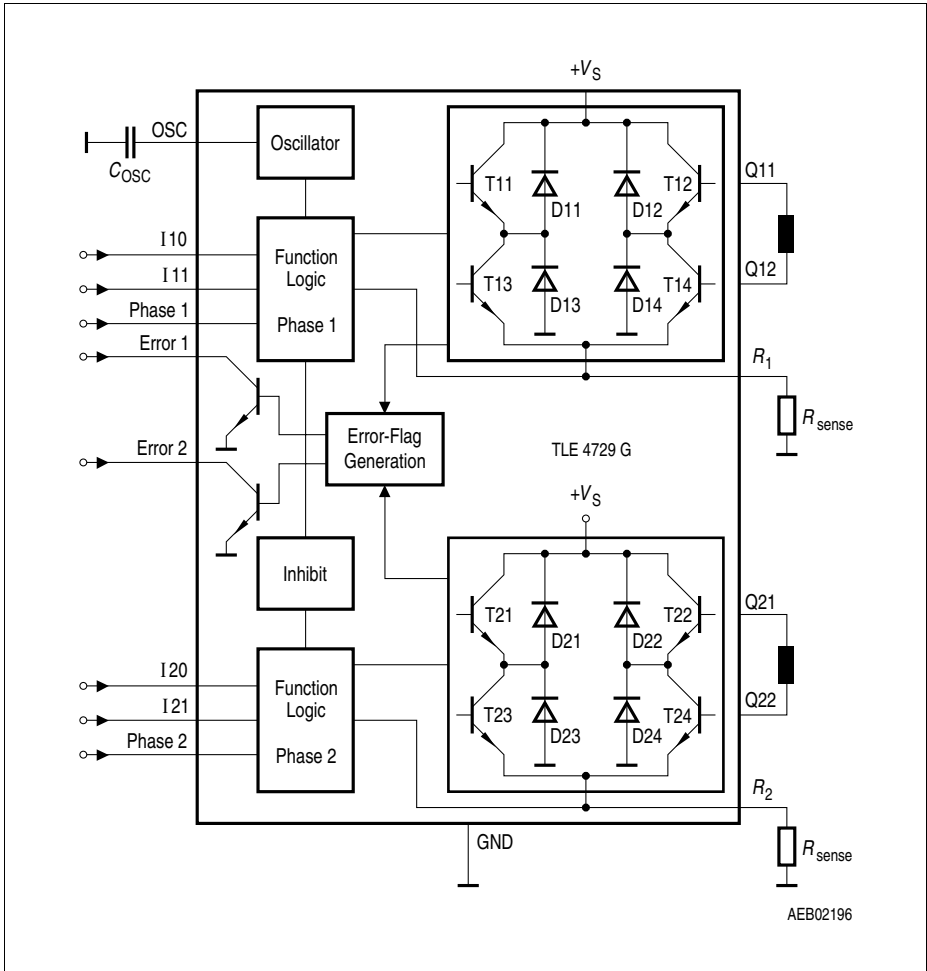 +VS
OSC
COSC
Oscillator
Q11
T11
D11
D12
T12
I10
I11
Phase 1
Error 1
Function
Logic
Phase 1
T13
D13
D14
T14
Q12
R1
Rsense
Error 2
Error-Flag
Generation
TLE 4729 G
+VS
Inhibit
T21
D21
D22
T22
Q21
I20
I21
Phase 2
Function
Logic
Phase 2
T23
D23
D24
T24
Q22
R2
Rsense
GND
AEB02196